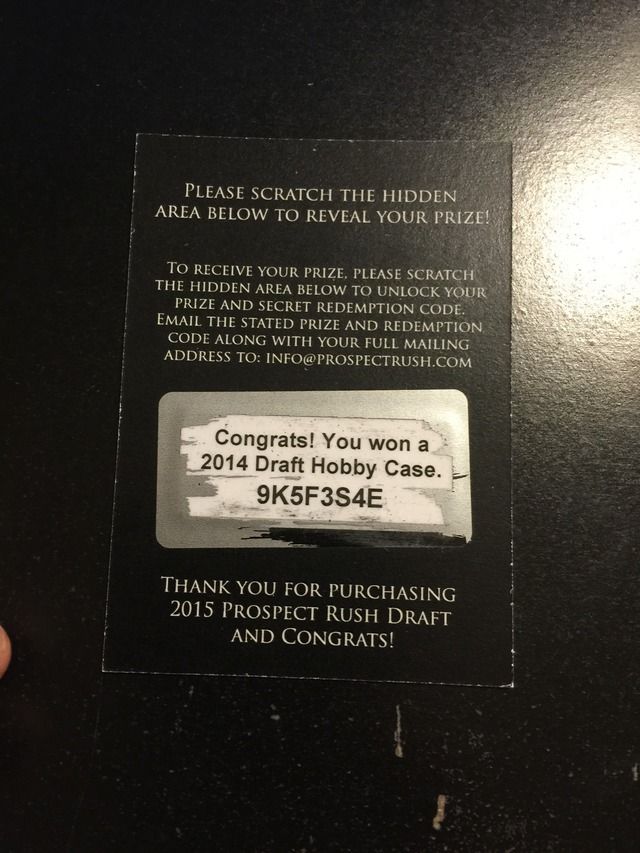 PLEASE SCRATCH THE HIDDEN
AREA BELOW TO REVEAL YOUR PRIZE!
TO RECEIVE YOUR PRIZE, PLEASE SCRATCH
THE HIDDEN AREA BELOW TO UNLOCK YOUR
PRIZE AND SECRET REDEMPTION CODE.
EMAIL THE STATED PRIZE AND REDEMPTION
CODE ALONG WITH YOUR FULL MAILING
ADDRESS TO: INFO@PROSPECTRUSH.COM
Congrats! You won a
2014 Draft Hobby Case.
9K5F3S4E
THANK YOU FOR PURCHASING
2015 PROSPECT RUSH DRAFT
AND CONGRATS!